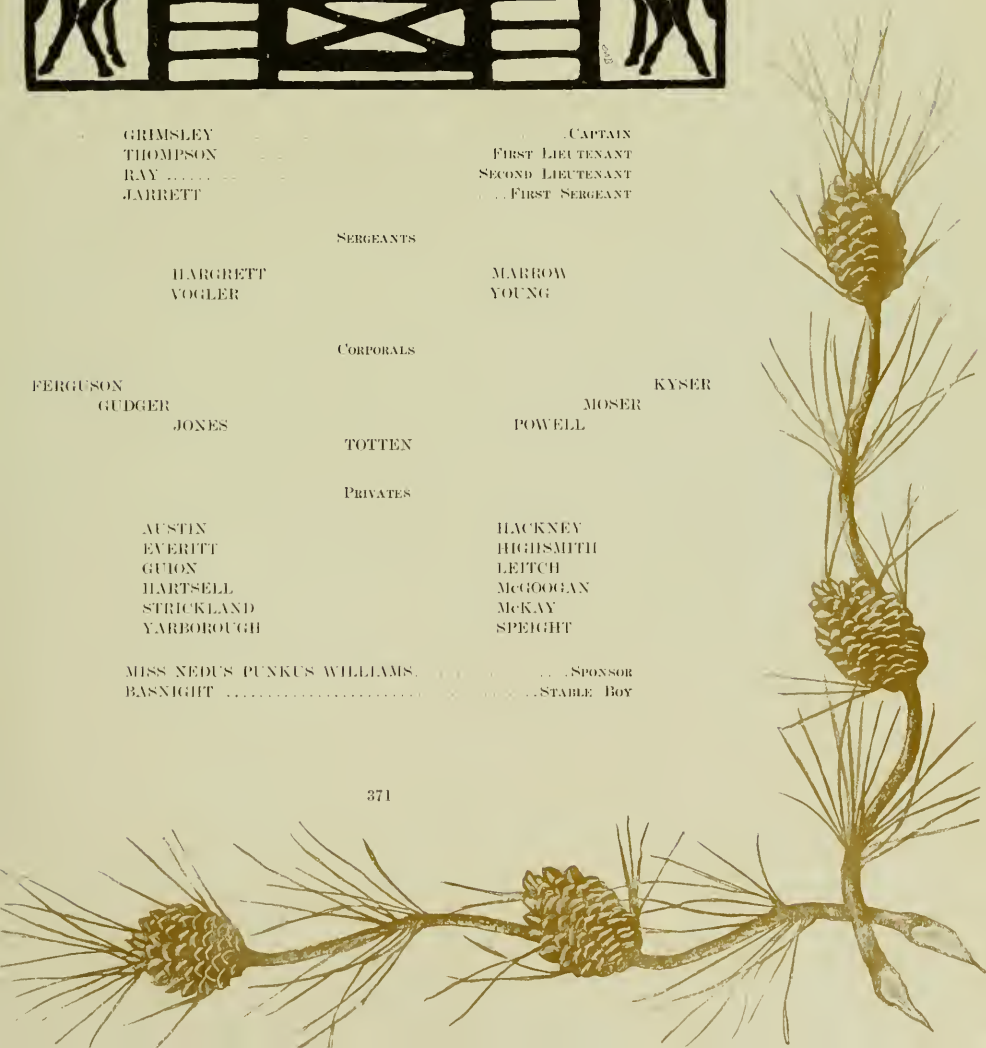 GRIMSLEY . . . . . . CAPTAIN
THOMPSON . . . FIRST LIEUTENANT
RAY ...... . . . SECOND LIEUTENANT
JARRETT . . . FIRST SERGEANT
SERGEANTS
HARGRETT MARROW
VOGLER YOUNG
CORPORALS
FERGUSON KYSER
GUDGER MOSER
JONES POWELL
TOTTEN
PRIVATES
AUSTIN HACKNEY
EVERITT HIGHSMITH
GUION LEITCH
HARTSELL McGOOGAN
STRICKLAND McKAY
YARBOROUGH SPEIGHT
MISS NEDUS PUNKUS WILLIAMS. . . . . . . SPONSOR
BASNIGHT ........................ . . . . . STABLE BOY
371